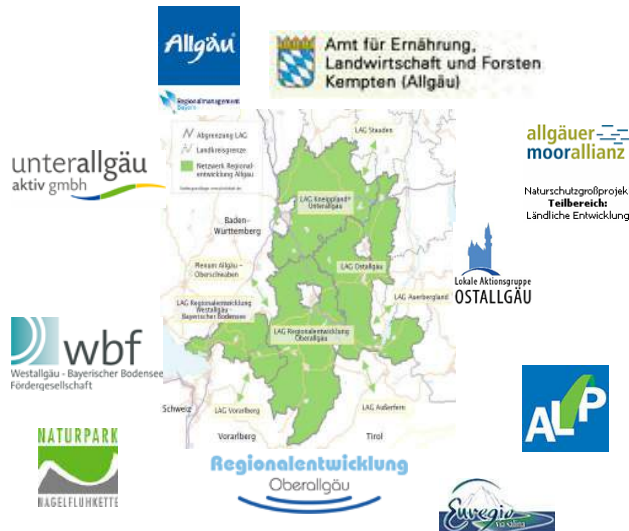 Allgäu
Amt für Ernährung,
Landwirtschaft und Forsten
Kempten (Allgäu)
Regionalmanagement
Bayern
Abgrenzung LAG
Landkreisgrenze
Netzwerk Regional-
entwicklung Allgäu
LAG Stauden
allgäuer
moorallianz
Naturschutzgroßprojek
Teilbereich:
Ländliche Entwicklung
unterallgäu
aktiv gmbh
LAG Kneippland®
Unterallgäu
Baden-
Württemberg
Plenum Allgäu -
Oberschwaben
LAG Ostallgäu
Lokale Aktionsgruppe
OSTALLGÄU
LAG Regionalentwicklung
Westallgäu -
Bayerischer Bodensee
LAG Auerbergland
LAG Regionalentwicklung
Oberallgäu
wbf
Westallgäu - Bayerischer Bodensee
Fördergesellschaft
Schweiz
LAG Vorarlberg
LAG Außerfern
Vorarlberg
Tirol
ALP
NATURPARK
NAGELFLUHKETTE
Regionalentwicklung
Oberallgäu
Euregio
via salina